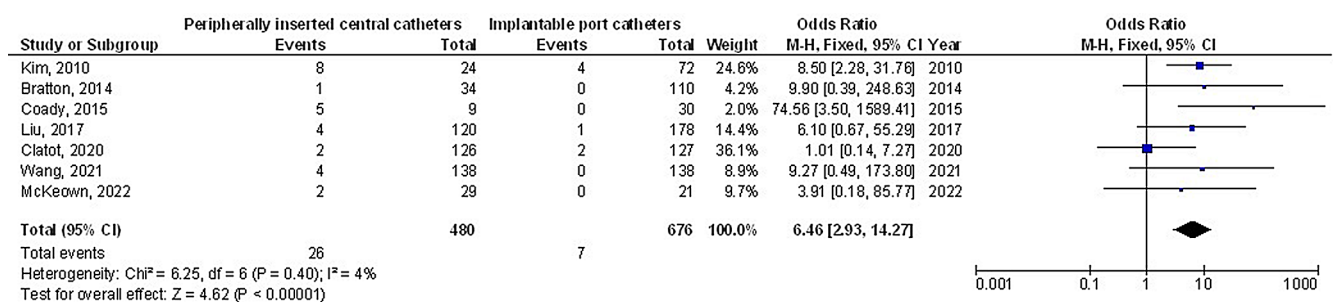 Peripherally inserted central catheters Implantable port catheters Odds Ratio Odds Ratio
Study or Subgroup Events Total Events Total Weight M-H, Fixed, 95% CI Year M-H, Fixed, 95% CI
Kim, 2010 8 24 4 72 24.6% 8.50 [2.28, 31.76] 2010
Bratton, 2014 1 34 0 110 4.2% 9.90 [0.39, 248.63] 2014
Coady, 2015 5 9 0 30 2.0% 74.56 [3.50, 1589.41] 2015
Liu, 2017 4 120 1 178 14.4% 6.10 [0.67, 55.29] 2017
Clatot, 2020 2 126 2 127 36.1% 1.01 [0.14, 7.27] 2020
Wang, 2021 4 138 0 138 8.9% 9.27 [0.49, 173.80] 2021
McKeown, 2022 2 29 0 21 9.7% 3.91 [0.18, 85.77] 2022
Total (95% CI) 480 676 100.0% 6.46 [2.93, 14.27]
Total events 26 7
Heterogeneity: Chi² = 6.25, df = 6 (P = 0.40); I² = 4%
Test for overall effect: Z = 4.62 (P < 0.00001)
0.001 0.1 1 10 1000